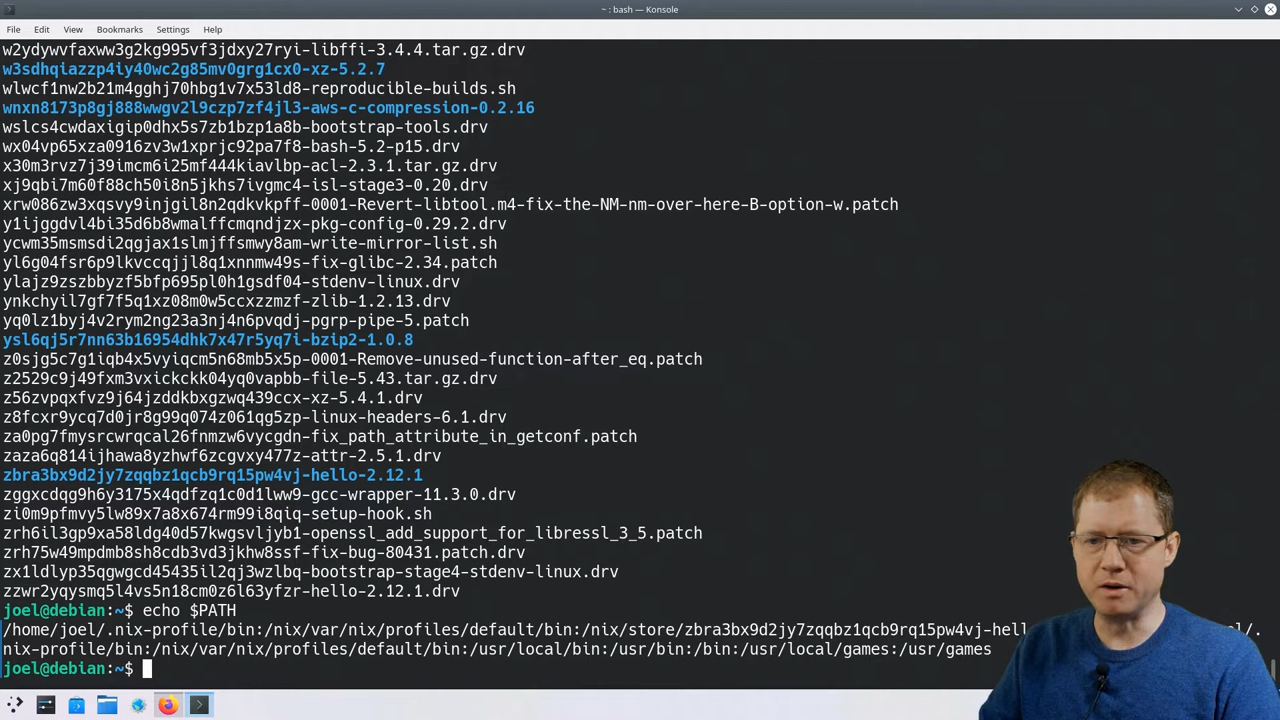 ~ : bash — Konsole
File Edit View Bookmarks Settings Help
w2ydywvfaxww3g2kg995vf3jdxy27ryi-libffi-3.4.4.tar.gz.drv
w3sdhqiazzp4iy40wc2g85mv0grg1cx0-xz-5.2.7
wlwcf1nw2b21m4gghj70hbg1v7x53ld8-reproducible-builds.sh
wnxn8173p8gj888wwgv2l9czp7zf4jl3-aws-c-compression-0.2.16
wslcs4cwdaxigip0dhx5s7zb1bzp1a8b-bootstrap-tools.drv
wx04vp65xza0916zv3w1xprjc92pa7f8-bash-5.2-p15.drv
x30m3rvz7j39imcm6i25mf444kiavlbp-acl-2.3.1.tar.gz.drv
xj9qbi7m60f88ch50i8n5jkhs7ivgmc4-isl-stage3-0.20.drv
xrw086zw3xqsvy9injgil8n2qdkvkpff-0001-Revert-libtool.m4-fix-the-NM-nm-over-here-B-option-w.patch
y1ijggdvl4bi35d6b8wmalffcmqndjzx-pkg-config-0.29.2.drv
ycwm35msmsdi2qgjax1slmjffsmwy8am-write-mirror-list.sh
yl6g04fsr6p9lkvccqjjl8q1xnnmw49s-fix-glibc-2.34.patch
ylajz9zszbbyzf5bfp695pl0h1gsdf04-stdenv-linux.drv
ynkchyil7gf7f5q1xz08m0w5ccxzzmzf-zlib-1.2.13.drv
yq0lz1byj4v2rym2ng23a3nj4n6pvqdj-pgrp-pipe-5.patch
ysl6qj5r7nn63b16954dhk7x47r5yq7i-bzip2-1.0.8
z0sjg5c7g1iqb4x5vyiqcm5n68mb5x5p-0001-Remove-unused-function-after_eq.patch
z2529c9j49fxm3vxickckk04yq0vapbb-file-5.43.tar.gz.drv
z56zvpqxfvz9j64jzddkbxgzwq439ccx-xz-5.4.1.drv
z8fcxr9ycq7d0jr8g99q074z061qg5zp-linux-headers-6.1.drv
za0pg7fmysrcwrqcal26fnmzw6vycgdn-fix_path_attribute_in_getconf.patch
zaza6q814ijhawa8yzhwf6zcgvxy477z-attr-2.5.1.drv
zbra3bx9d2jy7zqqbz1qcb9rq15pw4vj-hello-2.12.1
zggxcdqg9h6y3175x4qdfzq1c0d1lww9-gcc-wrapper-11.3.0.drv
zi0m9pfmvy5lw89x7a8x674rm99i8qiq-setup-hook.sh
zrh6il3gp9xa58ldg40d57kwgsvljyb1-openssl_add_support_for_libressl_3_5.patch
zrh75w49mpdmb8sh8cdb3vd3jkhw8ssf-fix-bug-80431.patch.drv
zx1ldlyp35qgwgcd45435il2qj3wzlbq-bootstrap-stage4-stdenv-linux.drv
zzwr2yqysmq5l4vs5n18cm0z6l63yfzr-hello-2.12.1.drv
joel@debian:~$ echo $PATH
/home/joel/.nix-profile/bin:/nix/var/nix/profiles/default/bin:/nix/store/zbra3bx9d2jy7zqqbz1qcb9rq15pw4vj-hell l/.
nix-profile/bin:/nix/var/nix/profiles/default/bin:/usr/local/bin:/usr/bin:/bin:/usr/local/games:/usr/games
joel@debian:~$